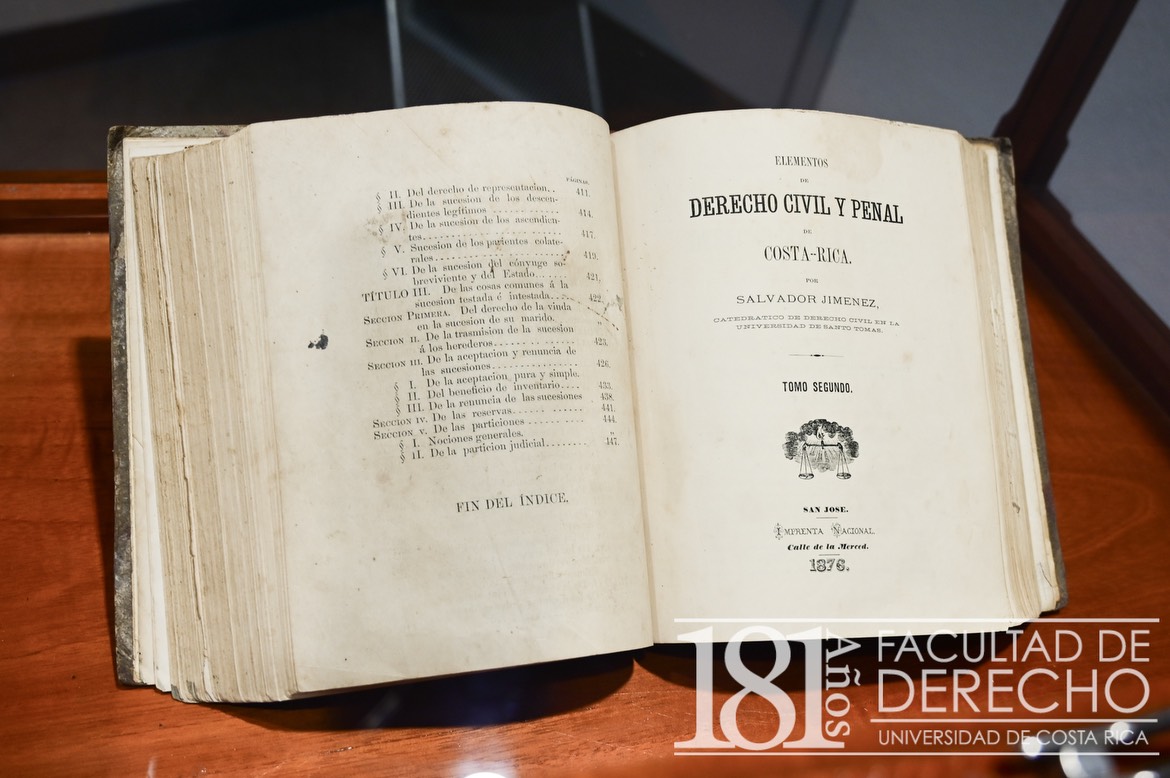 PÁGINAS.
§ II. Del derecho de representacion.. 411.
§ III. De la sucesion de los descen-
dientes legítimos .............. 414.
§ IV. De la sucesion de los ascendien-
tes........................ 417.
§ V. Sucesion de los parientes colate-
rales...................... 419.
§ VI. De la sucesion del cónyuge so-
breviviente y del Estado..... 421.
TÍTULO III. De las cosas comunes á la
sucesion testada é intestada.. 422.
SECCION PRIMERA. Del derecho de la viuda
en la sucesion de su marido. „
SECCION II. De la trasmision de la sucesion
á los herederos............. 423.
SECCION III. De la aceptacion y renuncia de
las sucesiones............... 426.
§ I. De la aceptacion, pura y simple. 433.
§ II. Del beneficio de inventario.... 438.
§ III. De la renuncia de las sucesiones 441.
SECCION IV. De las reservas...... ...... 444.
SECCION V. De las particiones ...... „
§ I. Nociones generales.
§ II. De la particion judicial........ 447.
FIN DEL ÍNDICE.
ELEMENTOS
DE
DERECHO CIVIL Y PENAL
DE
COSTA-RICA.
POR
SALVADOR JIMENEZ,
CATEDRATICO DE DERECHO CIVIL EN LA
UNIVERSIDAD DE SANTO TOMAS.
TOMO SEGUNDO.
SAN JOSE.
IMPRENTA NACIONAL.
Calle de la Merced.
1876.
181 Años
FACULTAD DE
DERECHO
UNIVERSIDAD DE COSTA RICA